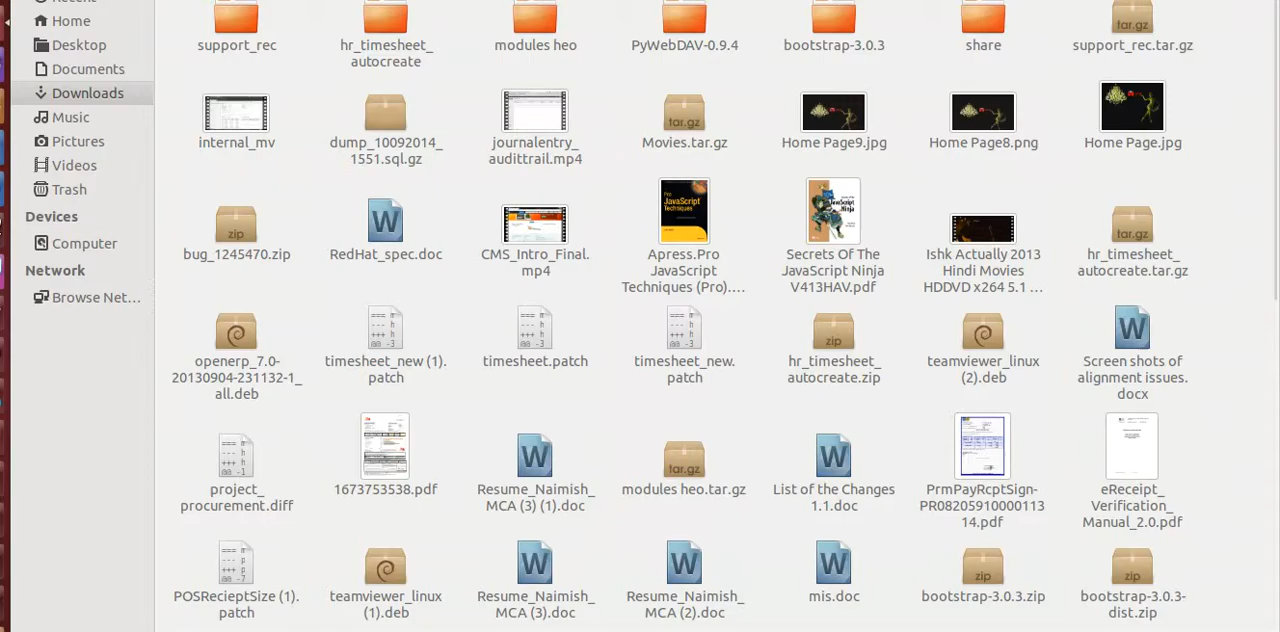 Recent
Home
Desktop
Documents
Downloads
Music
Pictures
Videos
Trash
Devices
Computer
Network
Browse Net...
support_rec
hr_timesheet_
autocreate
modules heo
PyWebDAV-0.9.4
bootstrap-3.0.3
share
tar.gz
support_rec.tar.gz
internal_mv
dump_10092014_
1551.sql.gz
journalentry_
audittrail.mp4
tar.gz
Movies.tar.gz
Home Page9.jpg
Home Page8.png
Home Page.jpg
zip
bug_1245470.zip
W
RedHat_spec.doc
CMS_Intro_Final.
mp4
Pro
JavaScript
Techniques
Apress.Pro
JavaScript
Techniques (Pro)....
Secrets Of The
JavaScript Ninja
V413HAV.pdf
Ishk Actually 2013
Hindi Movies
HDDVD x264 5.1 ...
tar.gz
hr_timesheet_
autocreate.tar.gz
openerp_7.0-
20130904-231132-1_
all.deb
=== m
--- h
+++ h
@@ -3
timesheet_new (1).
patch
=== m
--- h
+++ h
@@ -3
timesheet.patch
=== m
--- h
+++ h
@@ -3
timesheet_new.
patch
zip
hr_timesheet_
autocreate.zip
teamviewer_linux
(2).deb
W
Screen shots of
alignment issues.
docx
=== m
--- h
+++ h
@@ -1
project_
procurement.diff
1673753538.pdf
W
Resume_Naimish_
MCA (3) (1).doc
tar.gz
modules heo.tar.gz
W
List of the Changes
1.1.doc
PrmPayRcptSign-
PR08205910000113
14.pdf
eReceipt_
Verification_
Manual_2.0.pdf
=== m
--- p
+++ p
@@ -7
POSRecieptSize (1).
patch
teamviewer_linux
(1).deb
W
Resume_Naimish_
MCA (3).doc
W
Resume_Naimish_
MCA (2).doc
W
mis.doc
zip
bootstrap-3.0.3.zip
zip
bootstrap-3.0.3-
dist.zip